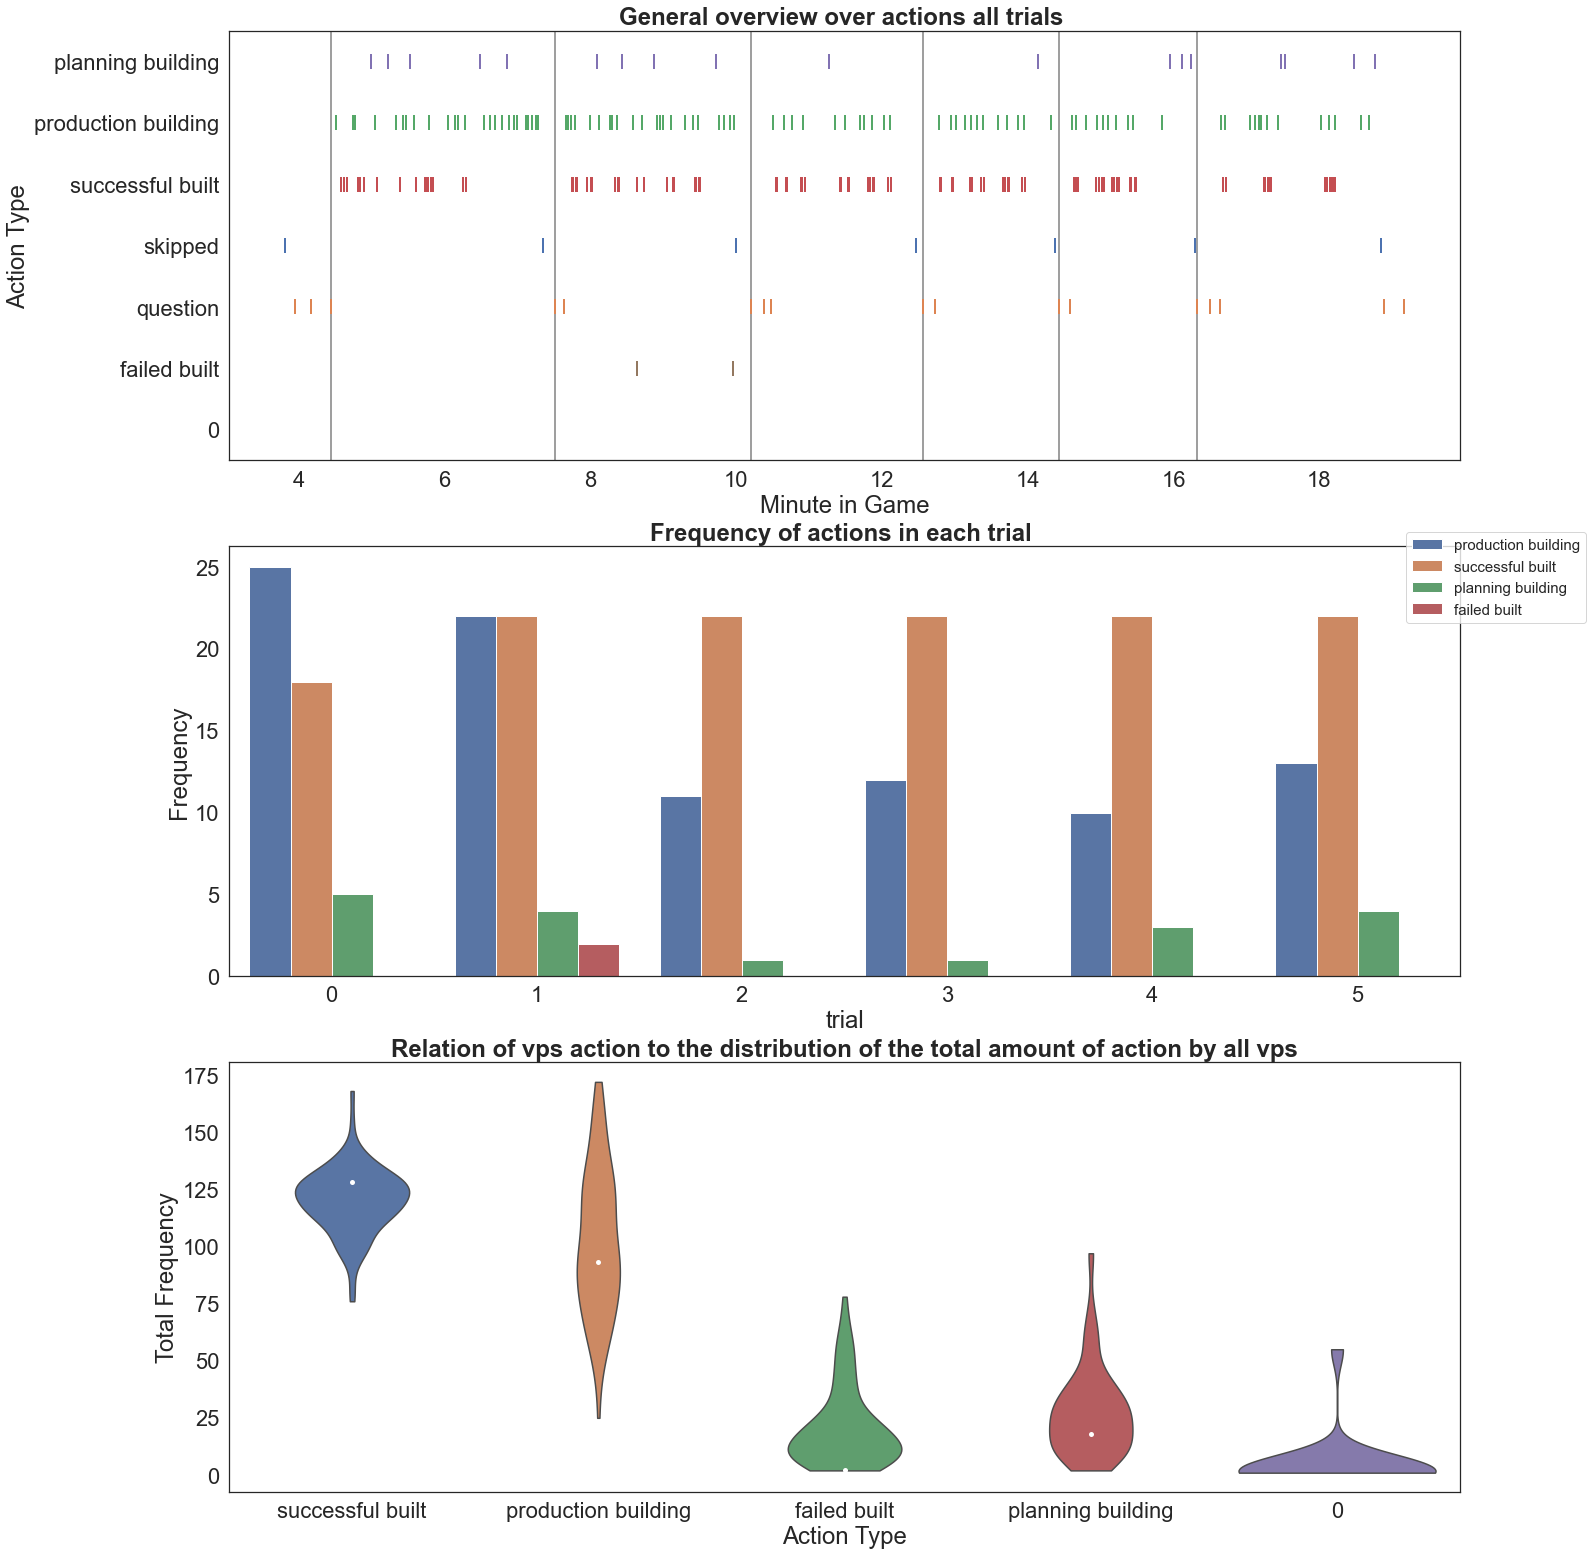 General overview over actions all trials
planning building
production building
successful built
skipped
question
failed built
0
Action Type
4 6 8 10 12 14 16 18
Minute in Game
Frequency of actions in each trial
production building
successful built
planning building
failed built
25
20
15
10
5
0
Frequency
0 1 2 3 4 5
trial
Relation of vps action to the distribution of the total amount of action by all vps
175
150
125
100
75
50
25
0
Total Frequency
successful built production building failed built planning building 0
Action Type